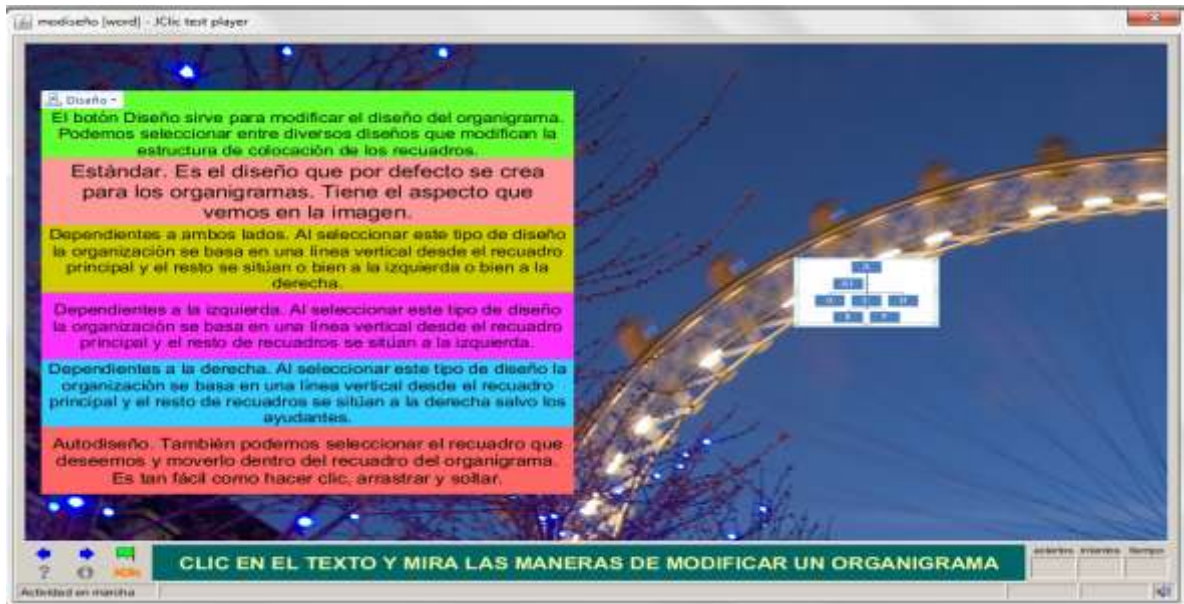 modiseño [word] - JClic test player
Diseño
El botón Diseño sirve para modificar el diseño del organigrama.
Podemos seleccionar entre diversos diseños que modifican la
estructura de colocación de los recuadros.
Estándar. Es el diseño que por defecto se crea
para los organigramas. Tiene el aspecto que
vemos en la imagen.
Dependientes a ambos lados. Al seleccionar este tipo de diseño
la organización se basa en una línea vertical desde el recuadro
principal y el resto se sitúan o bien a la izquierda o bien a la
derecha.
Dependientes a la izquierda. Al seleccionar este tipo de diseño
la organización se basa en una línea vertical desde el recuadro
principal y el resto de recuadros se sitúan a la izquierda.
Dependientes a la derecha. Al seleccionar este tipo de diseño la
organización se basa en una línea vertical desde el recuadro
principal y el resto de recuadros se sitúan a la derecha salvo los
ayudantes.
Autodiseño. También podemos seleccionar el recuadro que
deseemos y moverlo dentro del recuadro del organigrama.
Es tan fácil como hacer clic, arrastrar y soltar.
CLIC EN EL TEXTO Y MIRA LAS MANERAS DE MODIFICAR UN ORGANIGRAMA
aciertos intentos tiempo
Actividad en marcha